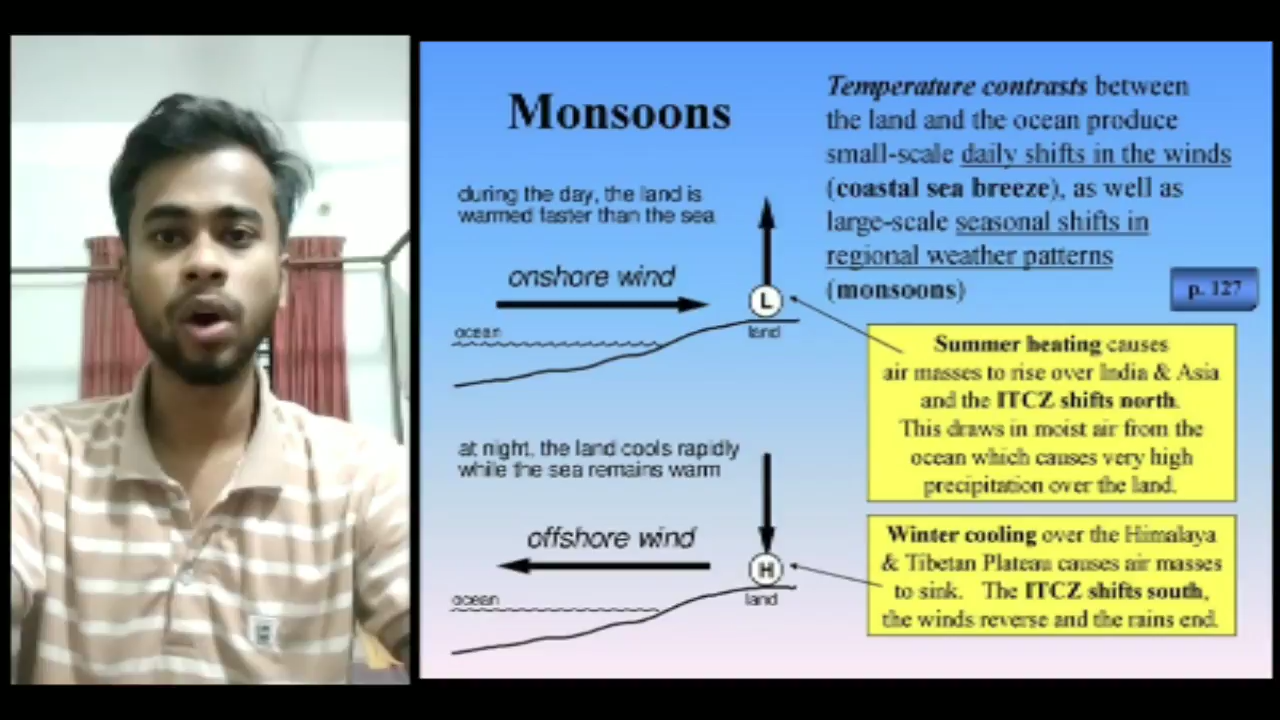 Monsoons
during the day, the land is
warmed faster than the sea
onshore wind
L
ocean
land
at night, the land cools rapidly
while the sea remains warm
offshore wind
H
ocean
land
Temperature contrasts between
the land and the ocean produce
small-scale daily shifts in the winds
(coastal sea breeze), as well as
large-scale seasonal shifts in
regional weather patterns
(monsoons)
p. 127
Summer heating causes
air masses to rise over India & Asia
and the ITCZ shifts north.
This draws in moist air from the
ocean which causes very high
precipitation over the land.
Winter cooling over the Himalaya
& Tibetan Plateau causes air masses
to sink. The ITCZ shifts south,
the winds reverse and the rains end.